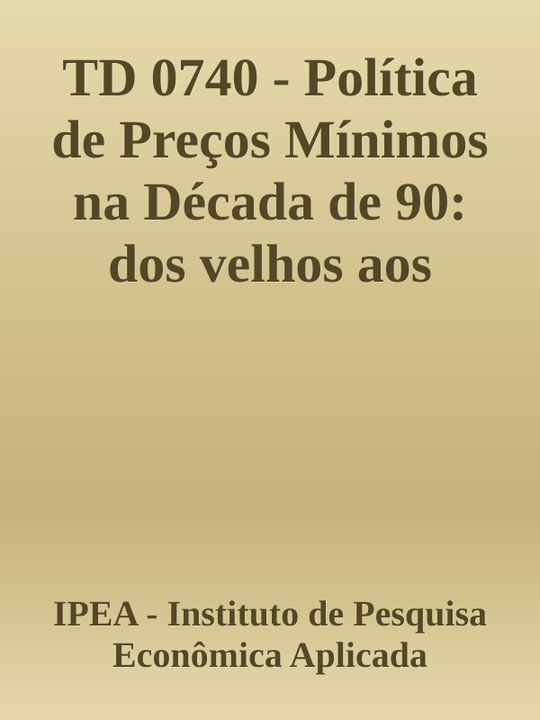 TD 0740 - Política
de Preços Mínimos
na Década de 90:
dos velhos aos
IPEA - Instituto de Pesquisa
Econômica Aplicada